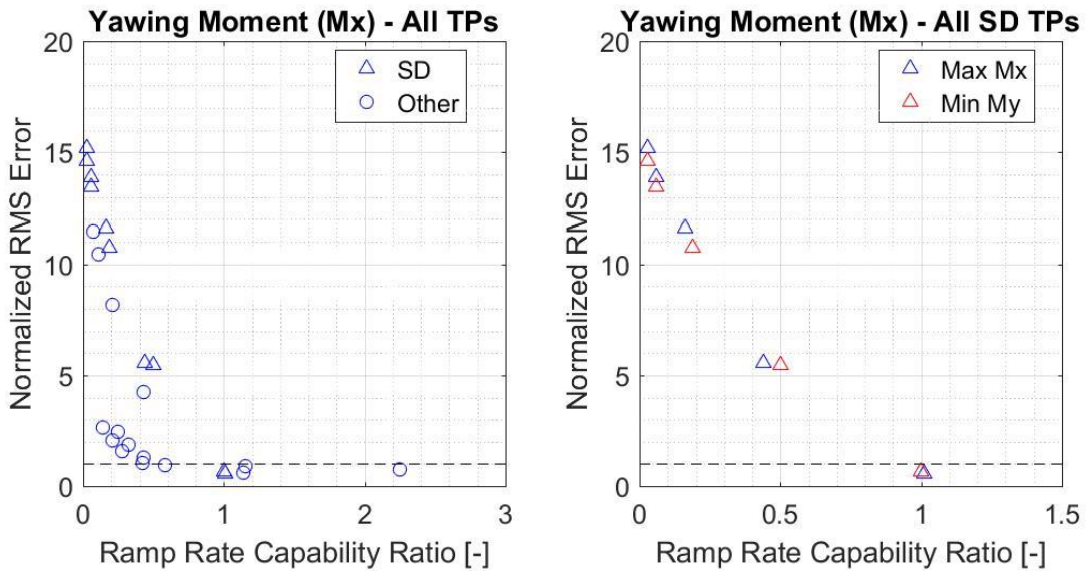 Yawing Moment (Mx) - All TPs
20
15
10
5
0
0
1
2
3
Normalized RMS Error
Ramp Rate Capability Ratio [-]
SD
Other
Yawing Moment (Mx) - All SD TPs
20
15
10
5
0
0
0.5
1
1.5
Normalized RMS Error
Ramp Rate Capability Ratio [-]
Max Mx
Min My